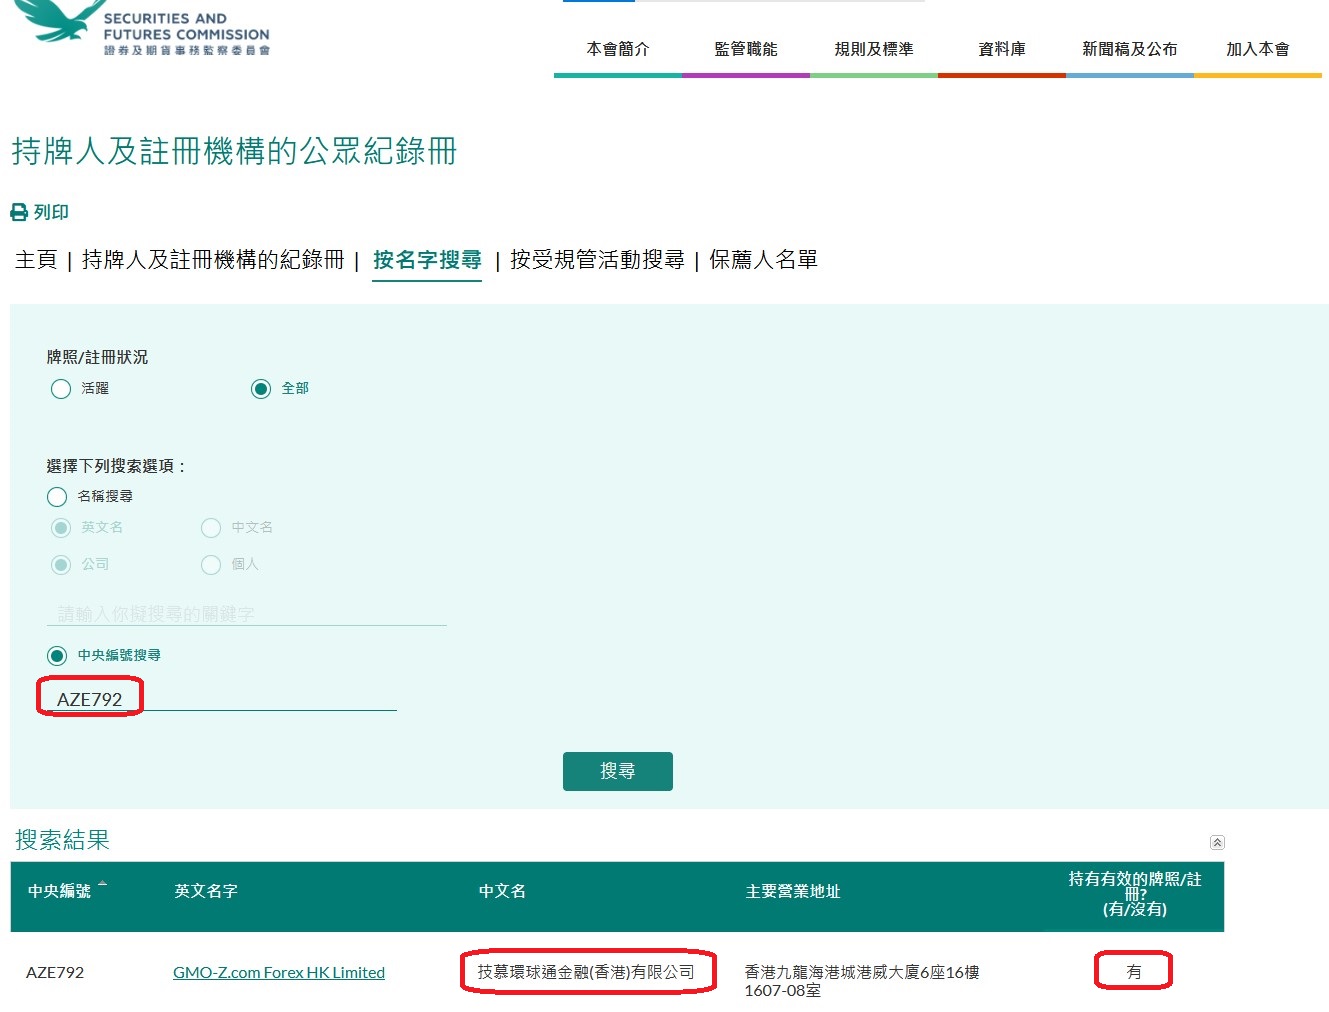 SECURITIES AND
FUTURES COMMISSION
證券及期貨事務監察委員會
本會簡介 監管職能 規則及標準 資料庫 新聞稿及公布 加入本會
持牌人及註冊機構的公眾紀錄冊
列印
主頁 | 持牌人及註冊機構的紀錄冊 | 按名字搜尋 | 按受規管活動搜尋 | 保薦人名單
牌照/註冊狀況
活躍 全部
選擇下列搜索選項：
名稱搜尋
英文名 中文名
公司 個人
請輸入你擬搜尋的關鍵字
中央編號搜尋
AZE792
搜尋
搜索結果
中央編號 英文名字 中文名 主要營業地址 持有有效的牌照/註
冊?
(有/沒有)
AZE792 GMO-Z.com Forex HK Limited 技慕環球通金融(香港)有限公司 香港九龍海港城港威大廈6座16樓 有
1607-08室